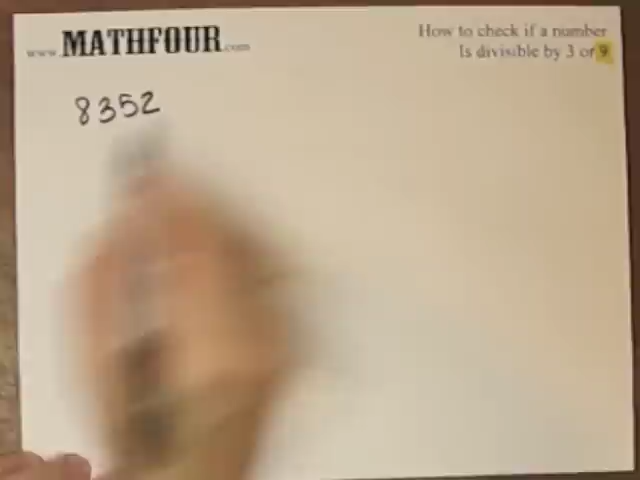 www.MATHFOUR.com
How to check if a number
Is divisible by 3 or 9
8352